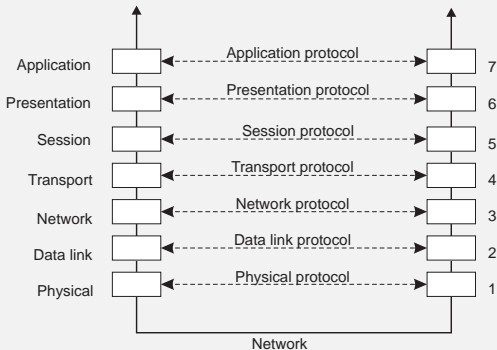 Application Application protocol 7
Presentation Presentation protocol 6
Session Session protocol 5
Transport Transport protocol 4
Network Network protocol 3
Data link Data link protocol 2
Physical Physical protocol 1
Network